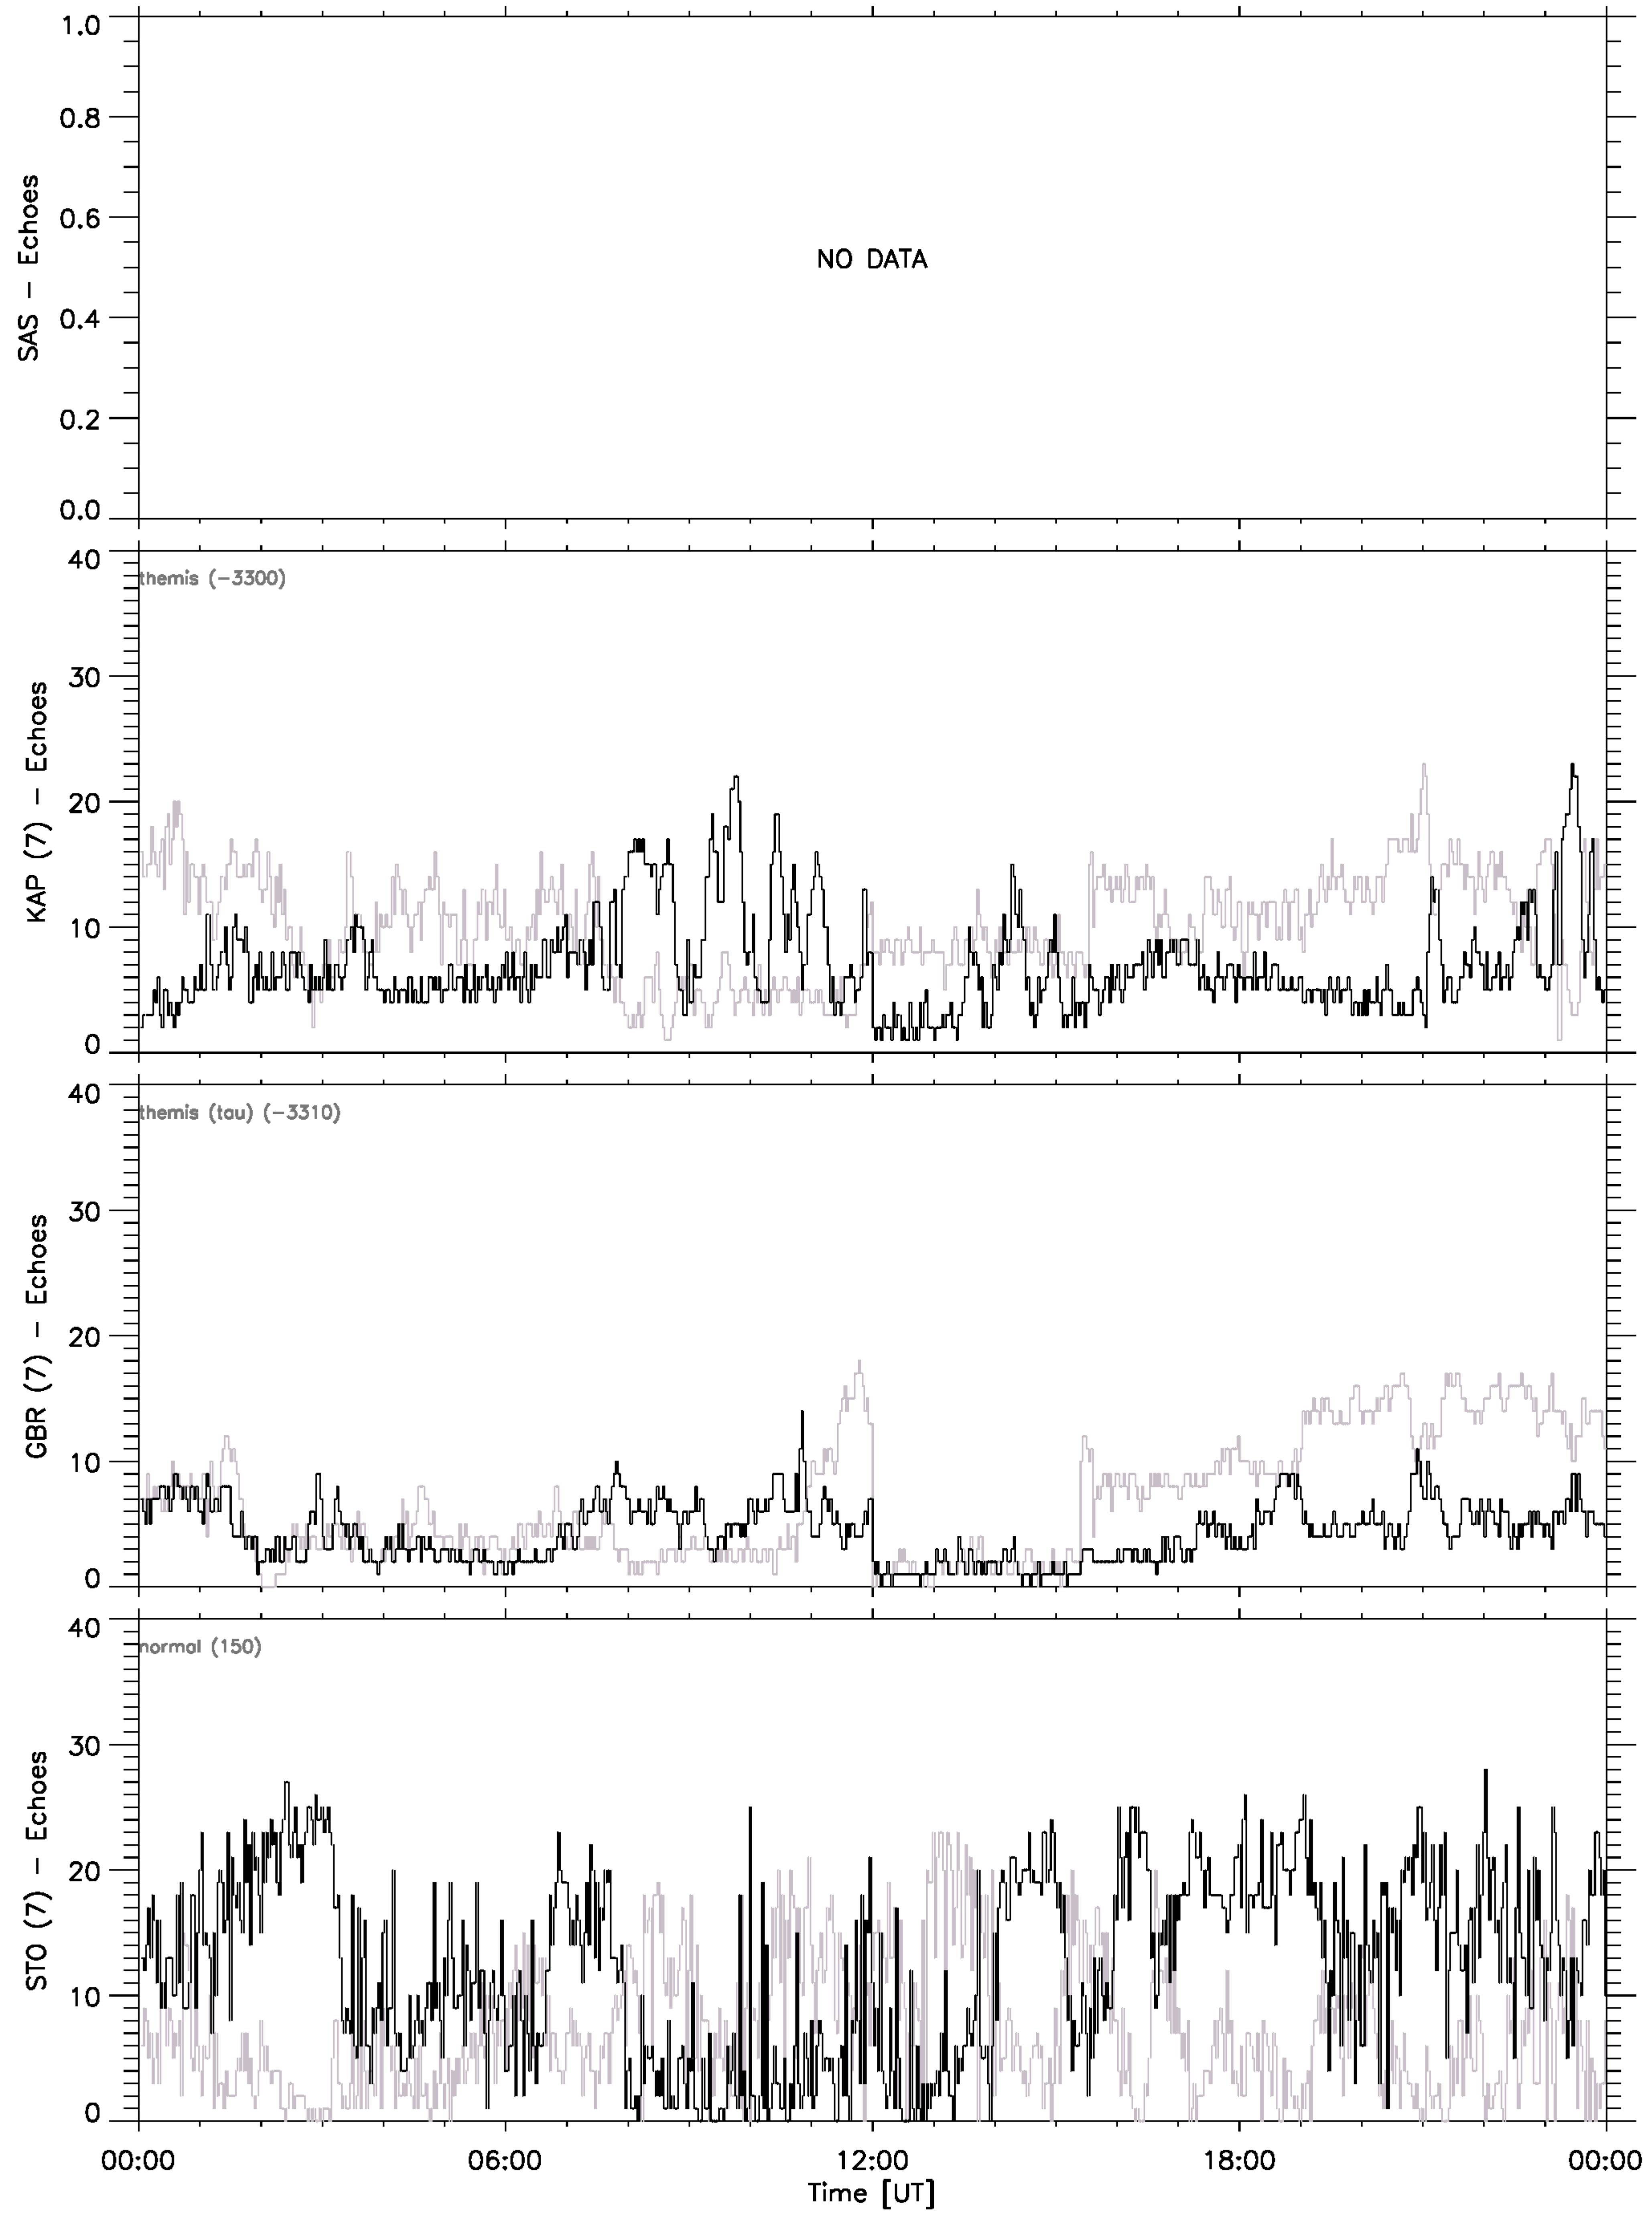 1.0
0.8
0.6
0.4
0.2
0.0
SAS - Echoes
NO DATA
40
30
20
10
0
KAP (7) - Echoes
themis (-3300)
40
30
20
10
0
GBR (7) - Echoes
themis (tau) (-3310)
40
30
20
10
0
STO (7) - Echoes
normal (150)
00:00 06:00 12:00 18:00 00:00
Time [UT]